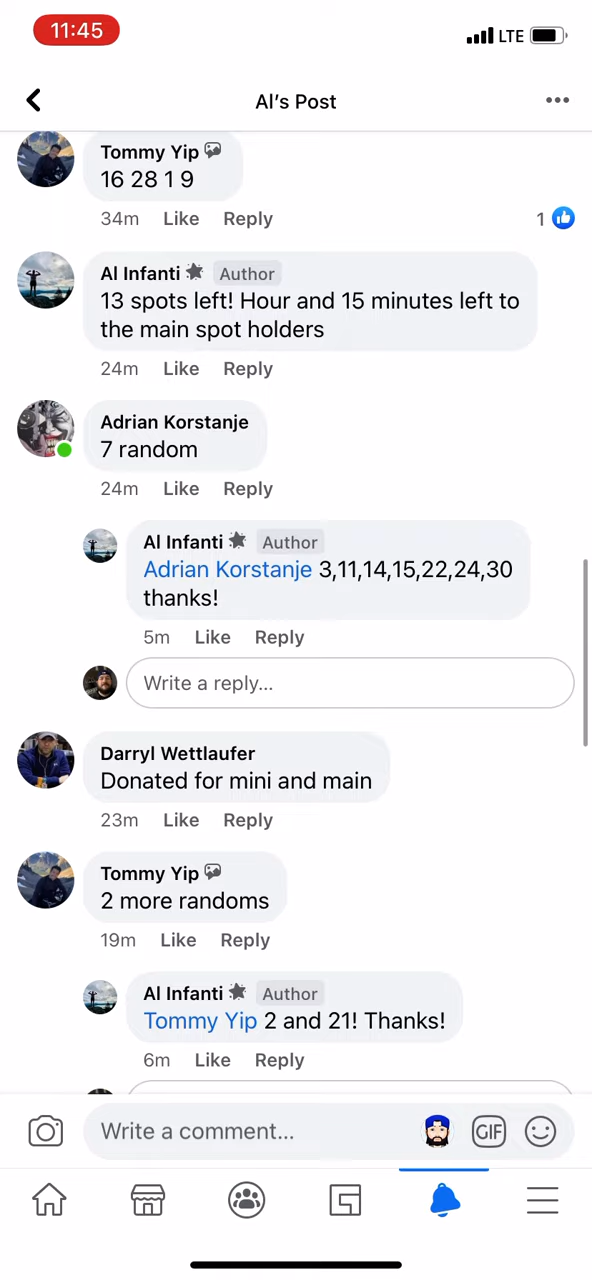 11:45
LTE
Al's Post
Tommy Yip
16 28 1 9
34m Like Reply
1
Al Infanti Author
13 spots left! Hour and 15 minutes left to
the main spot holders
24m Like Reply
Adrian Korstanje
7 random
24m Like Reply
Al Infanti Author
Adrian Korstanje 3,11,14,15,22,24,30
thanks!
5m Like Reply
Write a reply...
Darryl Wettlaufer
Donated for mini and main
23m Like Reply
Tommy Yip
2 more randoms
19m Like Reply
Al Infanti Author
Tommy Yip 2 and 21! Thanks!
6m Like Reply
Write a comment...
GIF